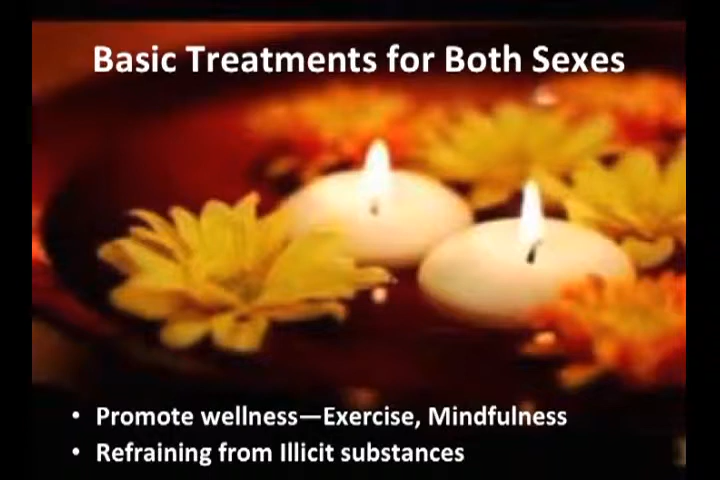 Basic Treatments for Both Sexes
• Promote wellness—Exercise, Mindfulness
• Refraining from Illicit substances